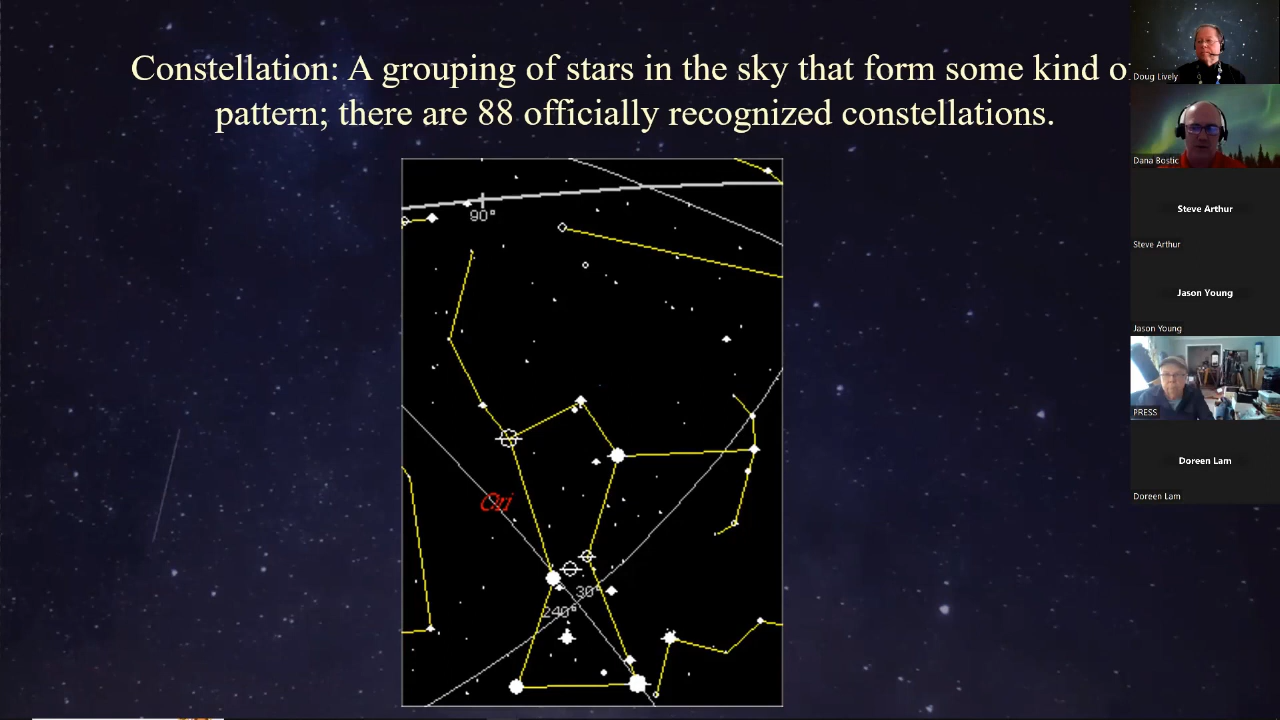 Constellation: A grouping of stars in the sky that form some kind o
pattern; there are 88 officially recognized constellations.
90°
Ori
30°
240°
Doug Lively
Dana Bostic
Steve Arthur
Steve Arthur
Jason Young
Jason Young
PRESS
Doreen Lam
Doreen Lam